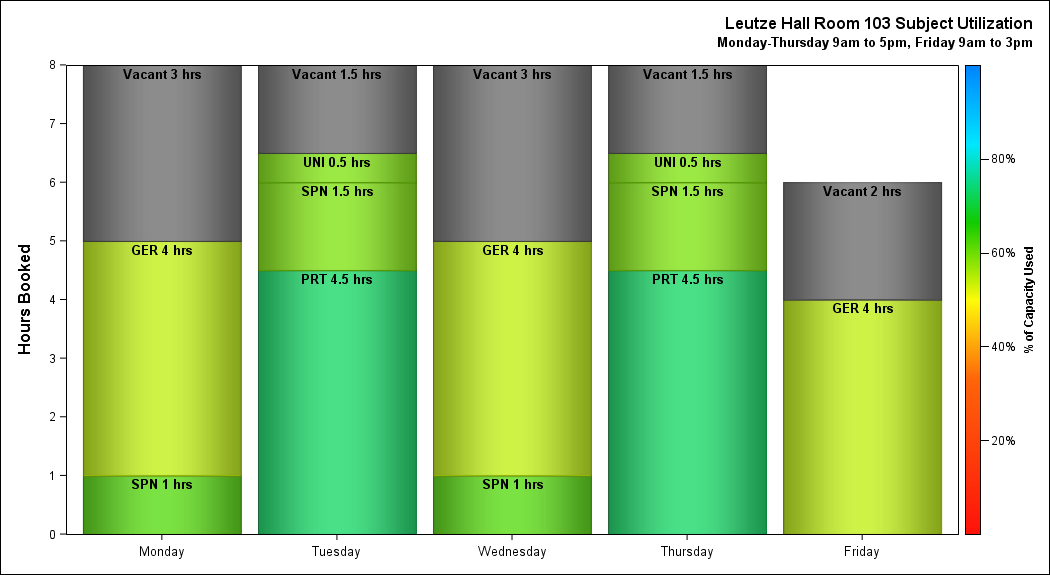 Leutze Hall Room 103 Subject Utilization
Monday-Thursday 9am to 5pm, Friday 9am to 3pm
Hours Booked
8
7
6
5
4
3
2
1
0
Vacant 3 hrs
GER 4 hrs
SPN 1 hrs
Vacant 1.5 hrs
UNI 0.5 hrs
SPN 1.5 hrs
PRT 4.5 hrs
Vacant 3 hrs
GER 4 hrs
SPN 1 hrs
Vacant 1.5 hrs
UNI 0.5 hrs
SPN 1.5 hrs
PRT 4.5 hrs
Vacant 2 hrs
GER 4 hrs
Monday
Tuesday
Wednesday
Thursday
Friday
80%
60%
40%
20%
% of Capacity Used